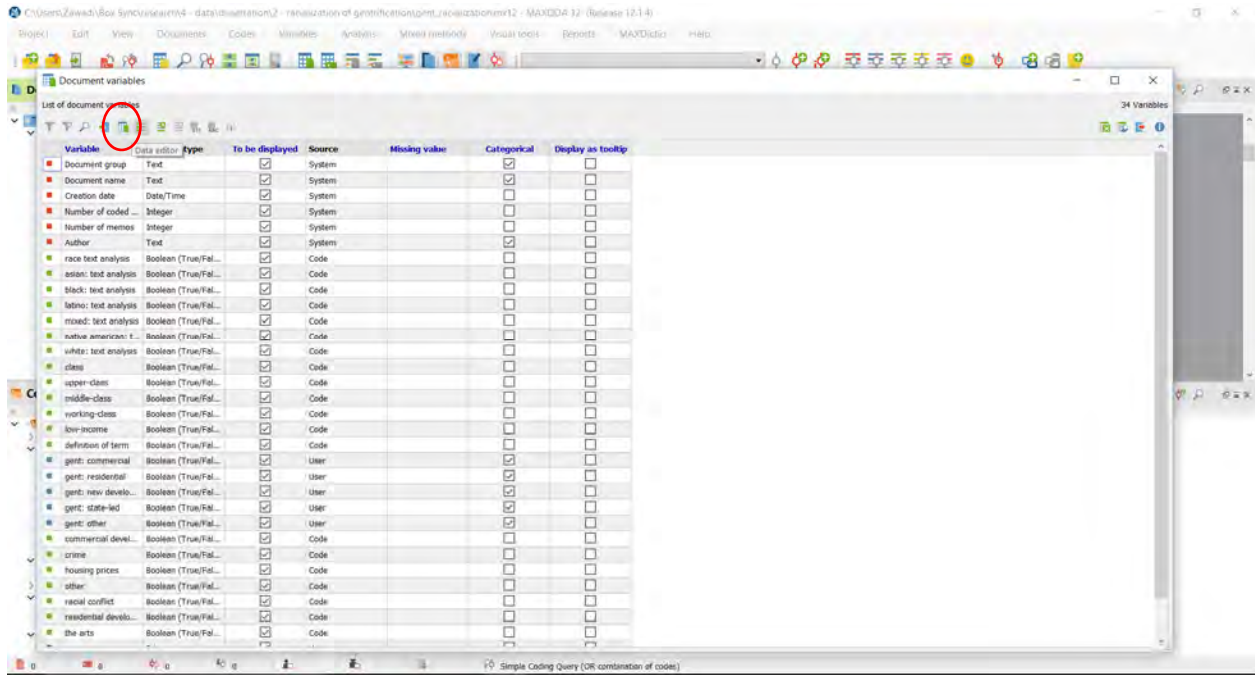 MAXQDA 12 (Release 12.1.4)
Project Edit View Documents Codes Variables Analysis Mixed methods Visual tools Reports MAXDictio Help
Document variables
List of document variables
34 Variables
Data editor
Variable type To be displayed Source Missing value Categorical Display as tooltip
Document group Text System
Document name Text System
Creation date Date/Time System
Number of coded ... Integer System
Number of memos Integer System
Author Text System
race text analysis Boolean (True/Fal... Code
asian: text analysis Boolean (True/Fal... Code
black: text analysis Boolean (True/Fal... Code
latino: text analysis Boolean (True/Fal... Code
mixed: text analysis Boolean (True/Fal... Code
native american: t... Boolean (True/Fal... Code
white: text analysis Boolean (True/Fal... Code
class Boolean (True/Fal... Code
upper-class Boolean (True/Fal... Code
middle-class Boolean (True/Fal... Code
working-class Boolean (True/Fal... Code
low-income Boolean (True/Fal... Code
definition of term Boolean (True/Fal... Code
gent: commercial Boolean (True/Fal... User
gent: residential Boolean (True/Fal... User
gent: new develo... Boolean (True/Fal... User
gent: state-led Boolean (True/Fal... User
gent: other Boolean (True/Fal... User
commercial devel... Boolean (True/Fal... Code
crime Boolean (True/Fal... Code
housing prices Boolean (True/Fal... Code
other Boolean (True/Fal... Code
racial conflict Boolean (True/Fal... Code
residential develo... Boolean (True/Fal... Code
the arts Boolean (True/Fal... Code
0 0 0 0 Simple Coding Query (OR combination of codes)